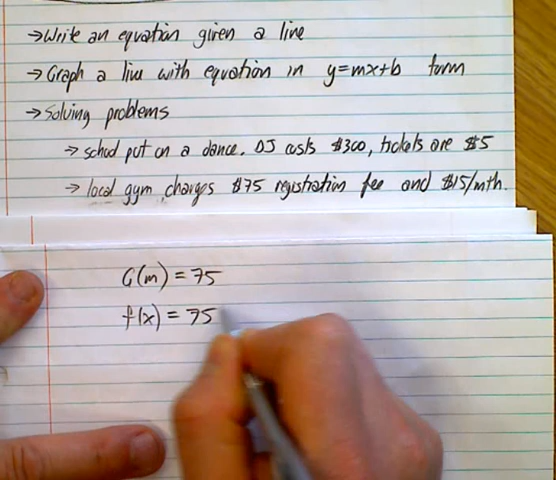 →Write an equation given a line
→Graph a line with equation in y=mx+b form
→Solving problems
→ school put on a dance. DJ costs $300, tickets are $5
→ local gym charges $75 registration fee and $15/mth.
G(m) = 75
f(x) = 75